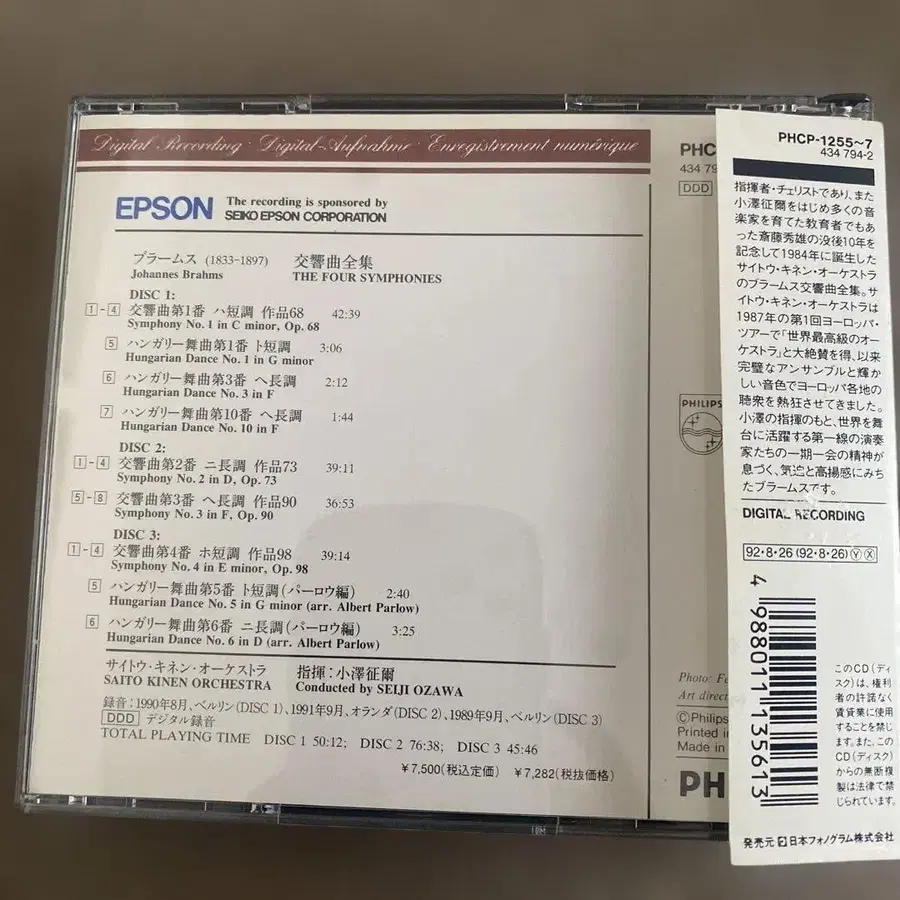 Digital Recording · Digital-Aufnahme · Enregistrement numérique
EPSON
The recording is sponsored by
SEIKO EPSON CORPORATION
ブラームス (1833-1897) 交響曲全集
Johannes Brahms THE FOUR SYMPHONIES
DISC 1:
1-4 交響曲第1番 ハ短調 作品68 42:39
Symphony No. 1 in C minor, Op. 68
5 ハンガリー舞曲第1番 ト短調 3:06
Hungarian Dance No. 1 in G minor
6 ハンガリー舞曲第3番 ヘ長調 2:12
Hungarian Dance No. 3 in F
7 ハンガリー舞曲第10番 ヘ長調 1:44
Hungarian Dance No. 10 in F
DISC 2:
1-4 交響曲第2番 ニ長調 作品73 39:11
Symphony No. 2 in D, Op. 73
5-8 交響曲第3番 ヘ長調 作品90 36:53
Symphony No. 3 in F, Op. 90
DISC 3:
1-4 交響曲第4番 ホ短調 作品98 39:14
Symphony No. 4 in E minor, Op. 98
5 ハンガリー舞曲第5番 ト短調(パーロウ編) 2:40
Hungarian Dance No. 5 in G minor (arr. Albert Parlow)
6 ハンガリー舞曲第6番 ニ長調(パーロウ編) 3:25
Hungarian Dance No. 6 in D (arr. Albert Parlow)
サイトウ・キネン・オーケストラ 指揮:小澤征爾
SAITO KINEN ORCHESTRA Conducted by SEIJI OZAWA
録音:1990年8月、ベルリン(DISC 1)、1991年9月、オランダ(DISC 2)、1989年9月、ベルリン(DISC 3)
DDD デジタル録音
TOTAL PLAYING TIME DISC 1 50:12; DISC 2 76:38; DISC 3 45:46
¥7,500(税込定価) ¥7,282(税抜価格)
PHC
434 79
DDD
PHILIPS
Photo: Fe
Art direc
©Philips
Printed in
Made in
PH
PHCP-1255~7
434 794-2
指揮者・チェリストであり、また
小澤征爾をはじめ多くの音
楽家を育てた教育者でもあ
った斎藤秀雄の没後10年を
記念して1984年に誕生した
サイトウ・キネン・オーケストラ
のブラームス交響曲全集。サ
イトウ・キネン・オーケストラは
1987年の第1回ヨーロッパ・
ツアーで「世界最高級のオー
ケストラ」と大絶賛を得、以来
完璧なアンサンブルと輝か
しい音色でヨーロッパ各地の
聴衆を熱狂させてきました。
小澤の指揮のもと、世界を舞
台に活躍する第一線の演奏
家たちの一期一会の精神が
息づく、気迫と高揚感にみち
たブラームスです。
DIGITAL RECORDING
92・8・26 (92・8・26) Ⓨ Ⓧ
4 988011 135613
このCD(ディ
スク)は、権利
者の許諾なく
賃貸業に使用
することを禁じ
ます。また、この
CD(ディスク)
からの無断複
製は法律で禁
じられています。
発売元 日本フォノグラム株式会社